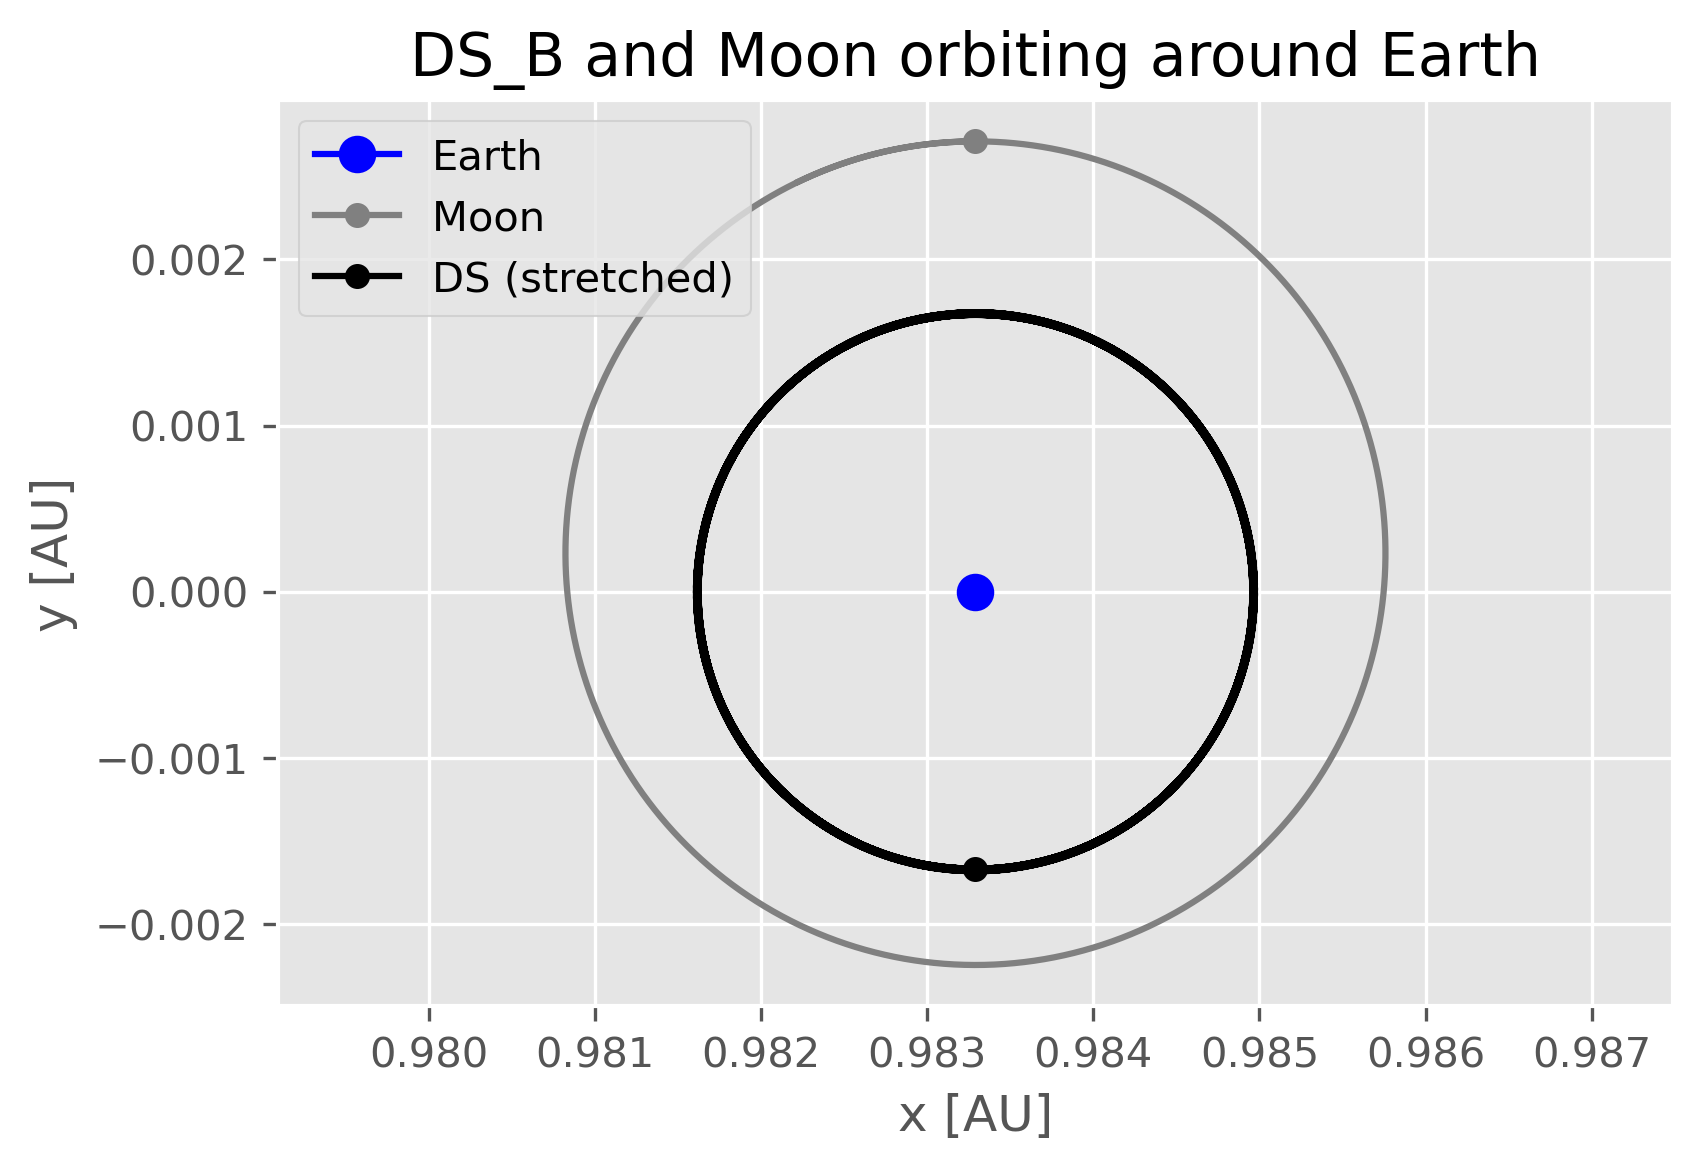 DS_B and Moon orbiting around Earth
Earth
Moon
DS (stretched)
0.002
0.001
0.000
−0.001
−0.002
y [AU]
0.980 0.981 0.982 0.983 0.984 0.985 0.986 0.987
x [AU]